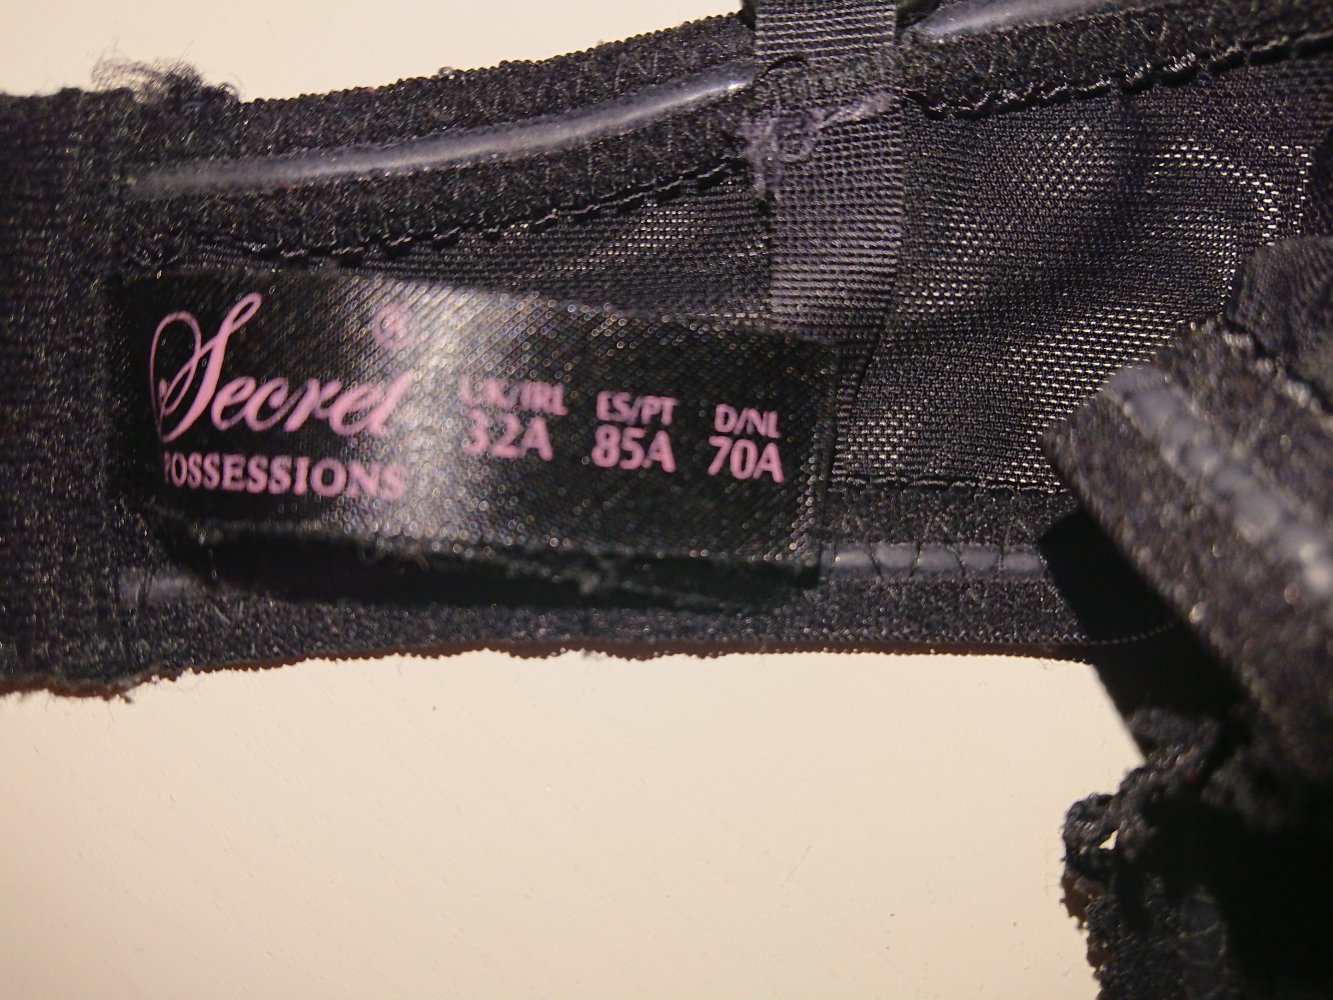 Secret ®
POSSESSIONS
UK/IRL ES/PT D/NL
32A 85A 70A